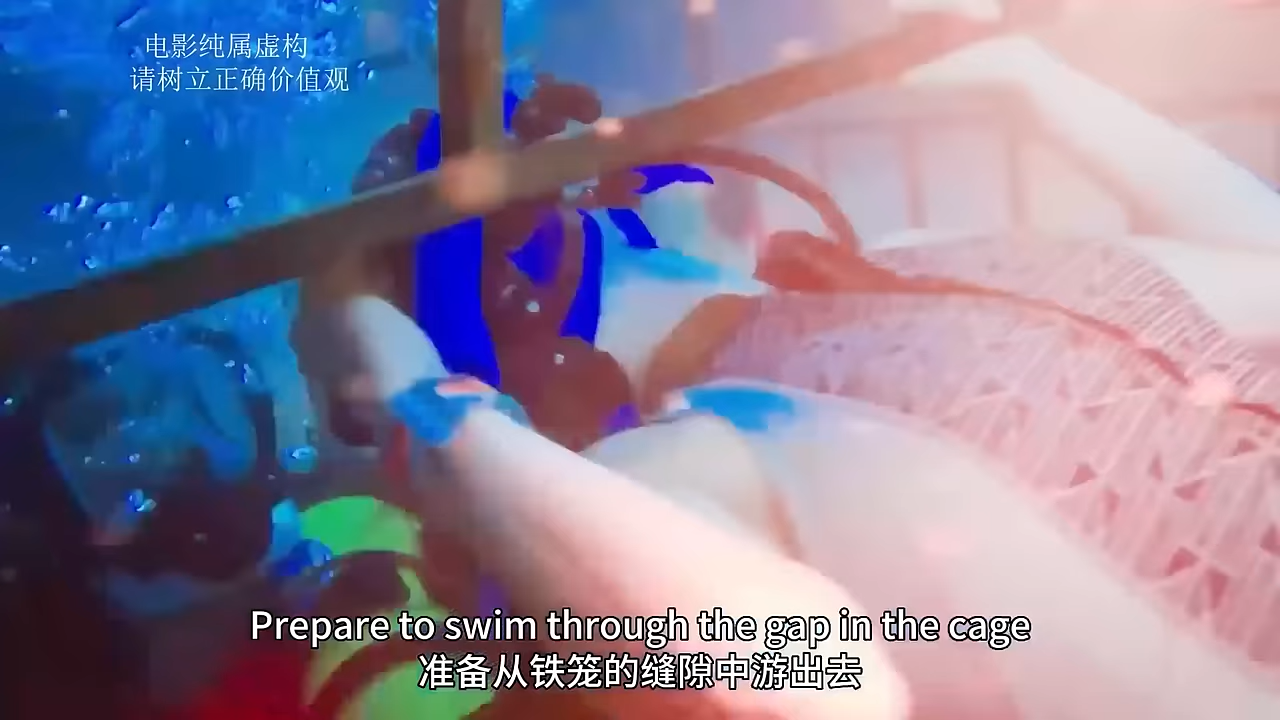 电影纯属虚构
请树立正确价值观
Prepare to swim through the gap in the cage
准备从铁笼的缝隙中游出去